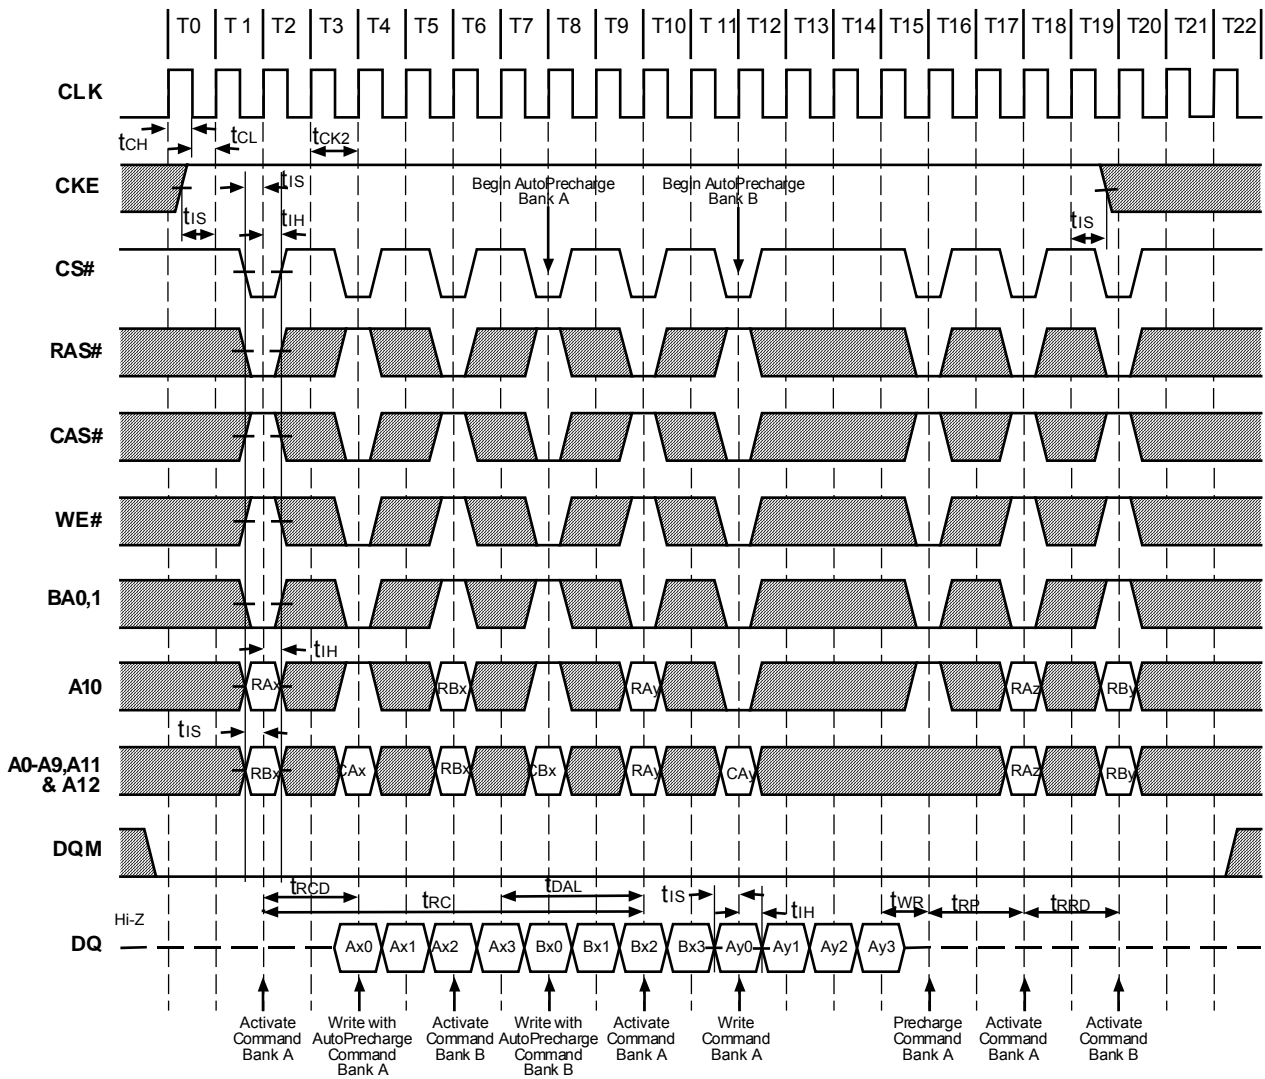 T0 T 1 T2 T3 T4 T5 T6 T7 T8 T9 T10 T 11 T12 T13 T14 T15 T16 T17 T18 T19 T20 T21 T22
CLK
tCH tCL tCK2
CKE
tIS
Begin AutoPrecharge
Bank A
Begin AutoPrecharge
Bank B
tIS tIH tIS
CS#
RAS#
CAS#
WE#
BA0,1
tIH
A10 RAx RBx RAy RAz RBy
tIS
A0-A9,A11
& A12
RBx CAx RBx CBx RAy CAy RAz RBy
DQM
tRCD tDAL tIS tWR
tRC tIH tRP tRRD
Hi-Z
DQ Ax0 Ax1 Ax2 Ax3 Bx0 Bx1 Bx2 Bx3 Ay0 Ay1 Ay2 Ay3
Activate
Command
Bank A
Write with
AutoPrecharge
Command
Bank A
Activate
Command
Bank B
Write with
AutoPrecharge
Command
Bank B
Activate
Command
Bank A
Write
Command
Bank A
Precharge
Command
Bank A
Activate
Command
Bank A
Activate
Command
Bank B